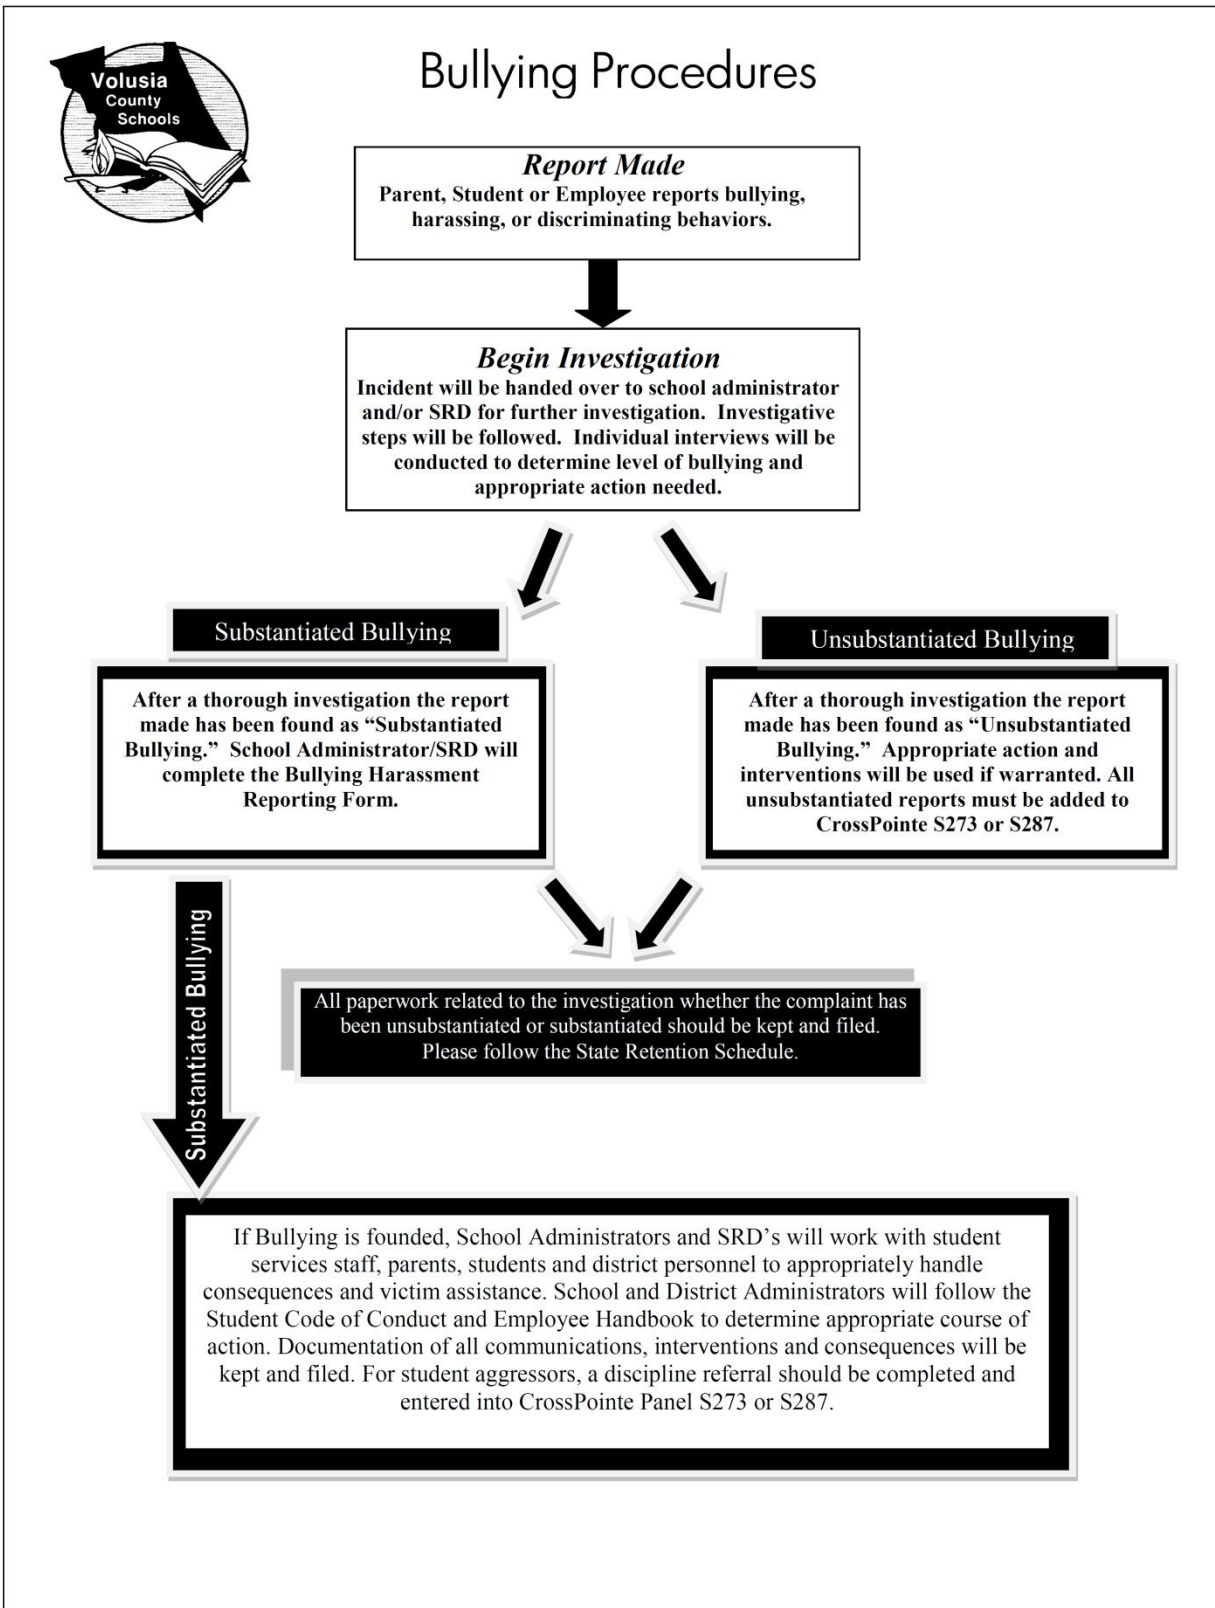 Volusia
County
Schools
Bullying Procedures
Report Made
Parent, Student or Employee reports bullying,
harassing, or discriminating behaviors.
Begin Investigation
Incident will be handed over to school administrator
and/or SRD for further investigation.  Investigative
steps will be followed.  Individual interviews will be
conducted to determine level of bullying and
appropriate action needed.
Substantiated Bullying
After a thorough investigation the report
made has been found as “Substantiated
Bullying.”  School Administrator/SRD will
complete the Bullying Harassment
Reporting Form.
Unsubstantiated Bullying
After a thorough investigation the report
made has been found as “Unsubstantiated
Bullying.”  Appropriate action and
interventions will be used if warranted. All
unsubstantiated reports must be added to
CrossPointe S273 or S287.
Substantiated Bullying
All paperwork related to the investigation whether the complaint has
been unsubstantiated or substantiated should be kept and filed.
Please follow the State Retention Schedule.
If Bullying is founded, School Administrators and SRD’s will work with student
services staff, parents, students and district personnel to appropriately handle
consequences and victim assistance. School and District Administrators will follow the
Student Code of Conduct and Employee Handbook to determine appropriate course of
action. Documentation of all communications, interventions and consequences will be
kept and filed. For student aggressors, a discipline referral should be completed and
entered into CrossPointe Panel S273 or S287.